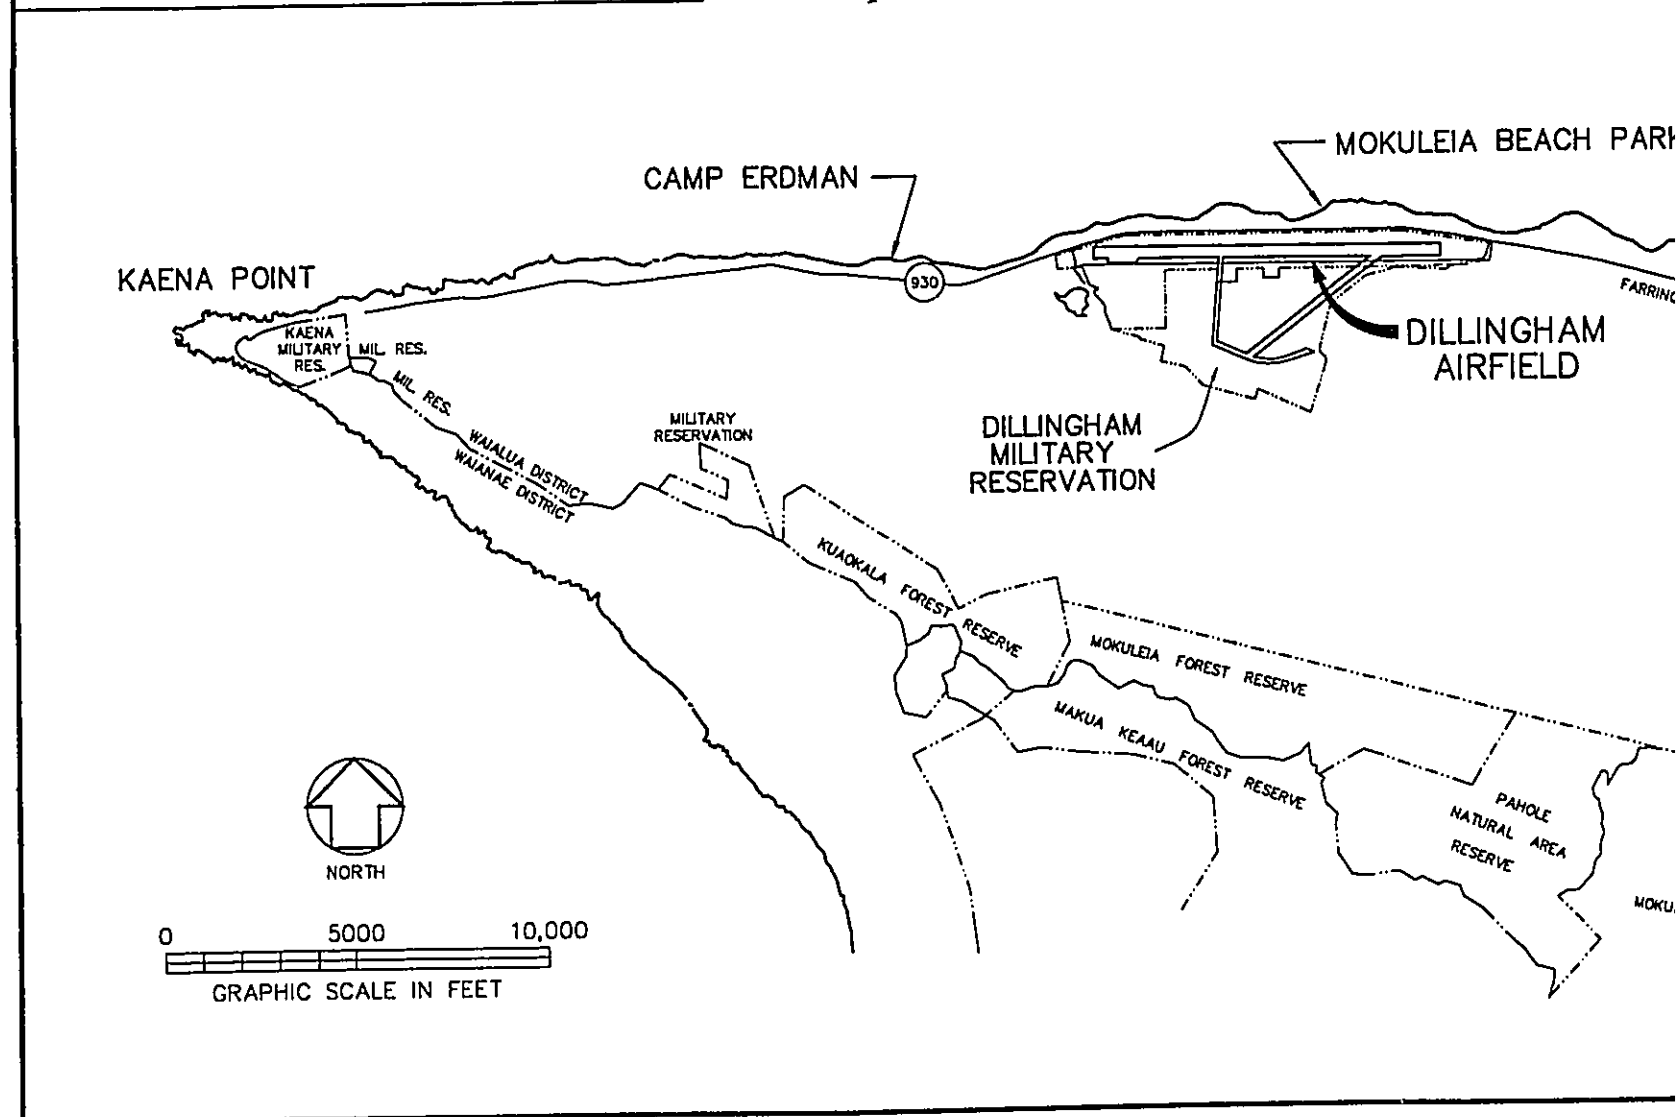 MOKULEIA BEACH PARK
CAMP ERDMAN
KAENA POINT
930
FARRING
KAENA
MILITARY
RES.
MIL. RES.
MIL. RES.
DILLINGHAM
AIRFIELD
MILITARY
RESERVATION
DILLINGHAM
MILITARY
RESERVATION
WAIALUA DISTRICT
WAIANAE DISTRICT
KUAOKALA FOREST RESERVE
MOKULEIA FOREST RESERVE
MAKUA KEAAU FOREST RESERVE
PAHOLE
NATURAL AREA
RESERVE
MOKU
NORTH
0 5000 10,000
GRAPHIC SCALE IN FEET